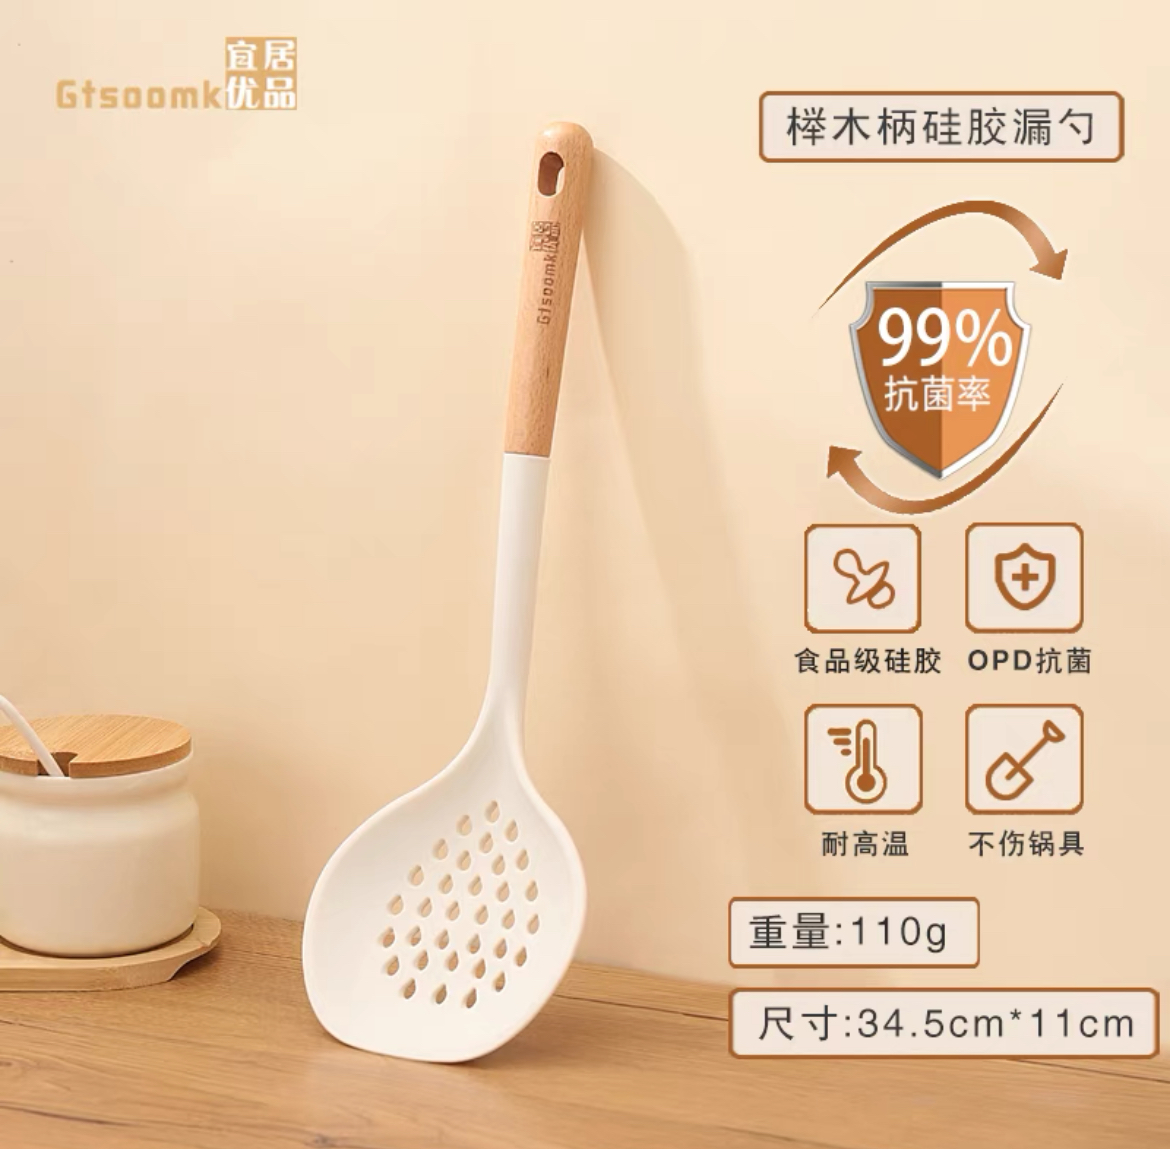 宜居
Gtsoomk优品
榉木柄硅胶漏勺
Gtsoomk
99%
抗菌率
食品级硅胶 OPD抗菌
耐高温 不伤锅具
重量:110g
尺寸:34.5cm*11cm